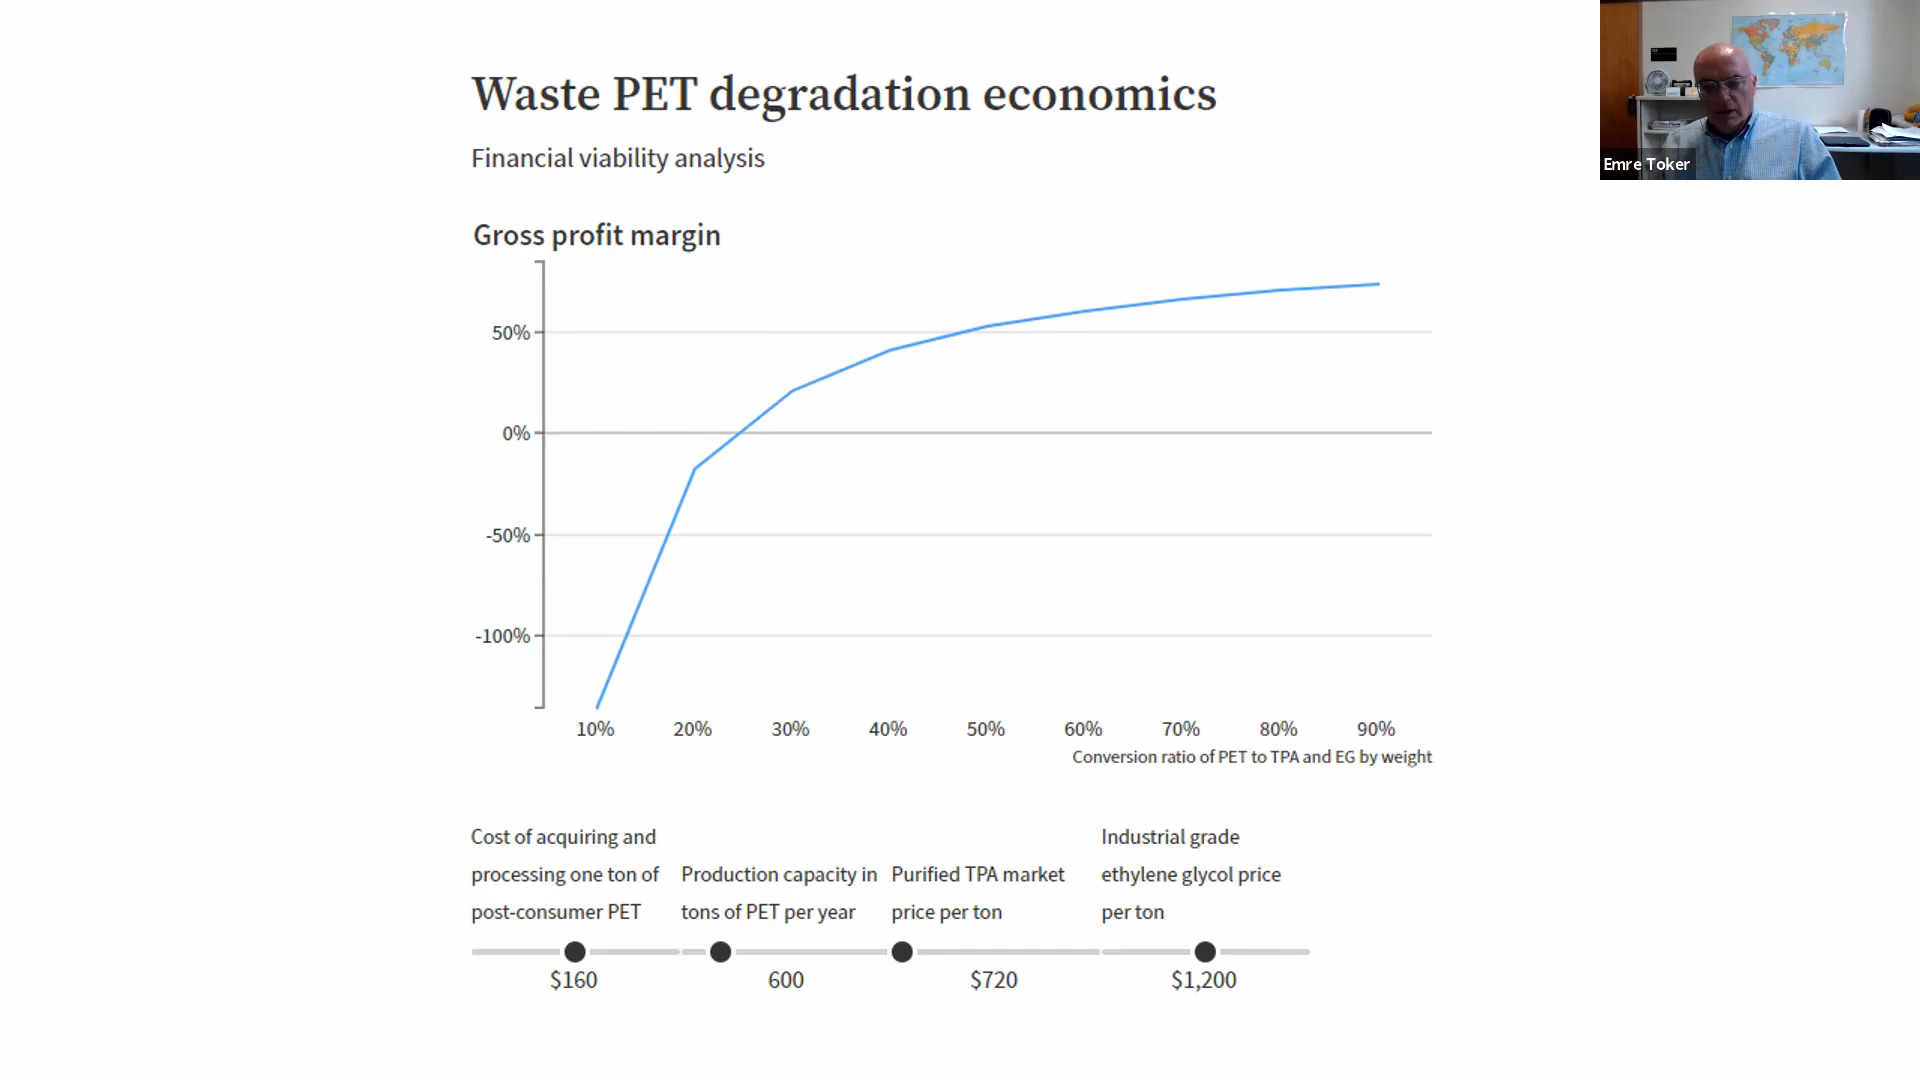 Waste PET degradation economics
Financial viability analysis
Gross profit margin
50%
0%
-50%
-100%
10% 20% 30% 40% 50% 60% 70% 80% 90%
Conversion ratio of PET to TPA and EG by weight
Cost of acquiring and
processing one ton of
post-consumer PET
$160
Production capacity in
tons of PET per year
600
Purified TPA market
price per ton
$720
Industrial grade
ethylene glycol price
per ton
$1,200
Emre Toker